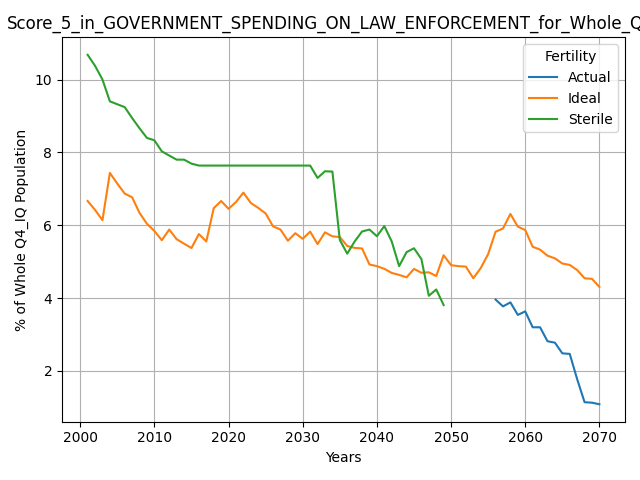 Score_5_in_GOVERNMENT_SPENDING_ON_LAW_ENFORCEMENT_for_Whole_Q
Fertility
Actual
Ideal
Sterile
% of Whole Q4_IQ Population
10
8
6
4
2
2000 2010 2020 2030 2040 2050 2060 2070
Years